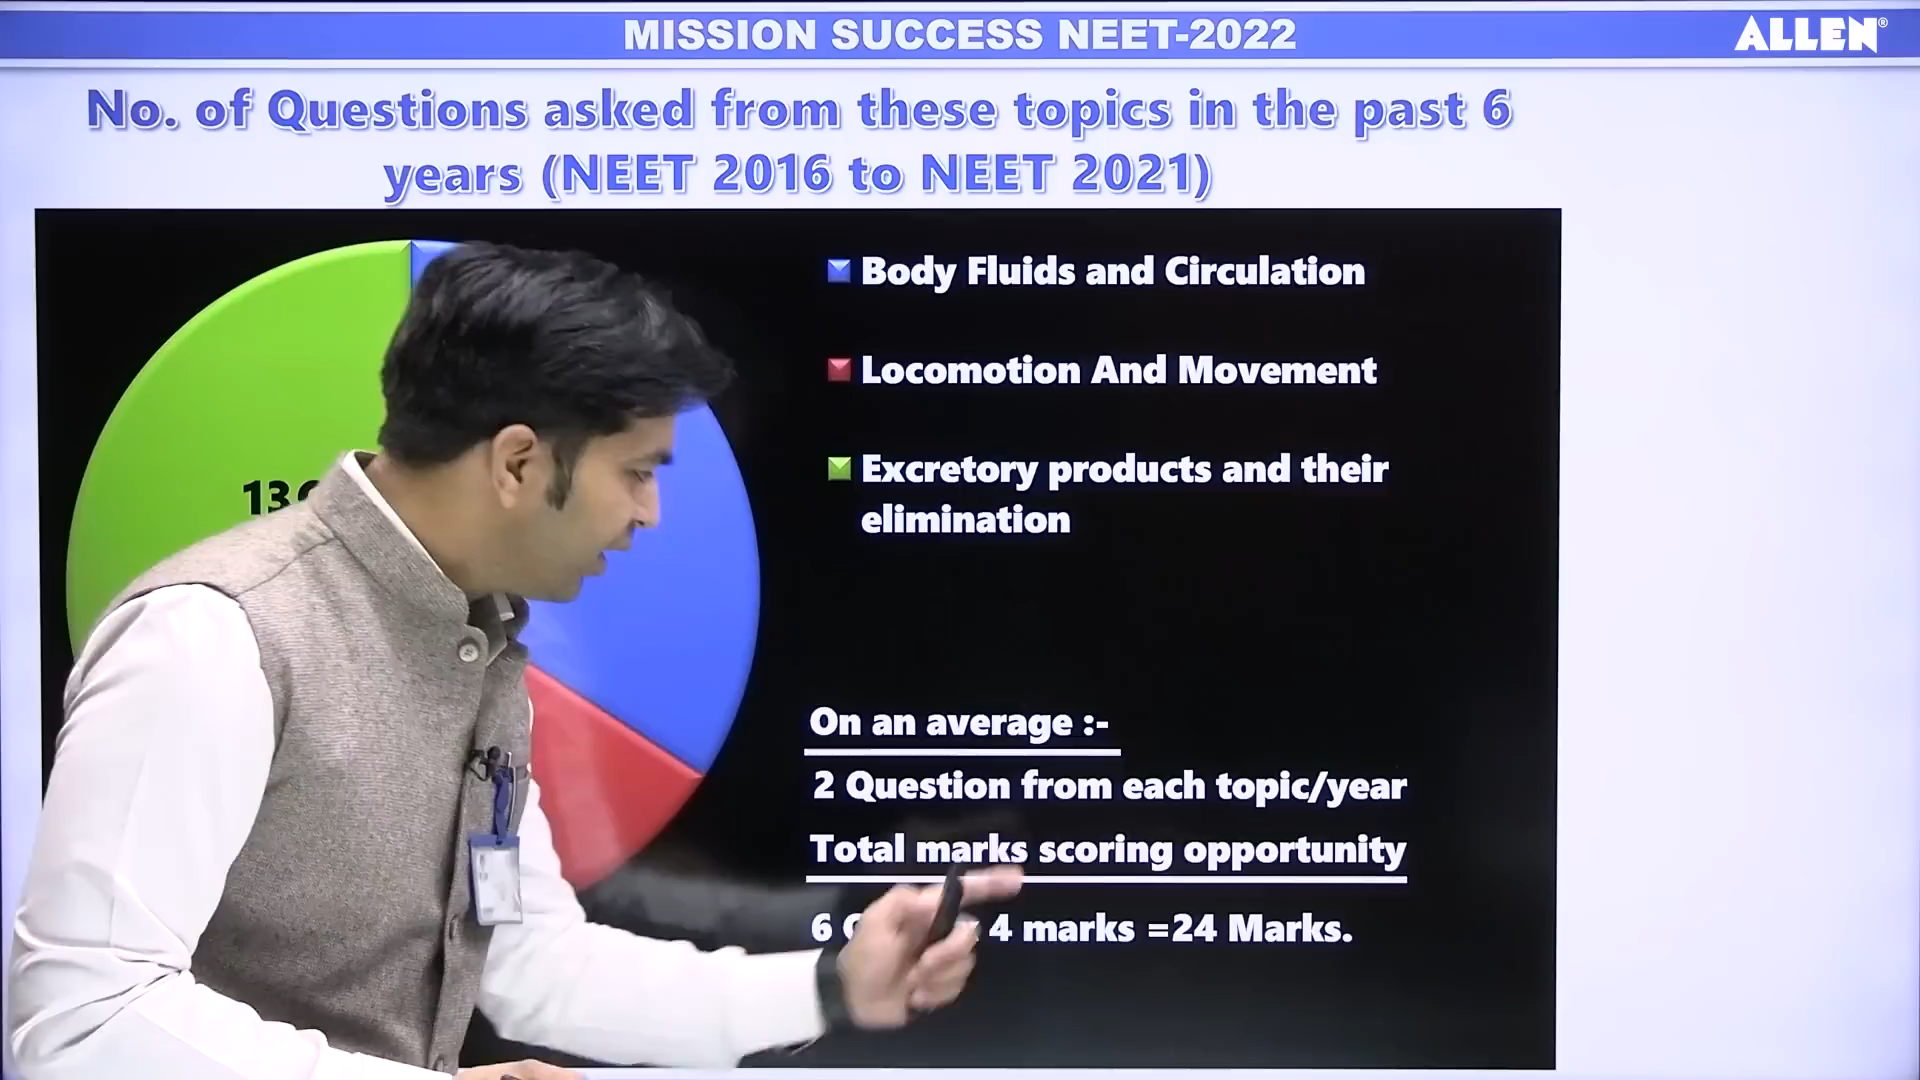 MISSION SUCCESS NEET-2022
ALLEN®
No. of Questions asked from these topics in the past 6
years (NEET 2016 to NEET 2021)
Body Fluids and Circulation
Locomotion And Movement
Excretory products and their
elimination
13
On an average :-
2 Question from each topic/year
Total marks scoring opportunity
6 4 marks =24 Marks.